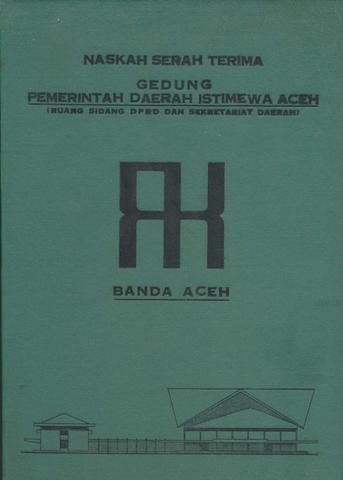 NASKAH SERAH TERIMA
GEDUNG
PEMERINTAH DAERAH ISTIMEWA ACEH
(RUANG SIDANG DPRD DAN SEKRETARIAT DAERAH)
BANDA ACEH